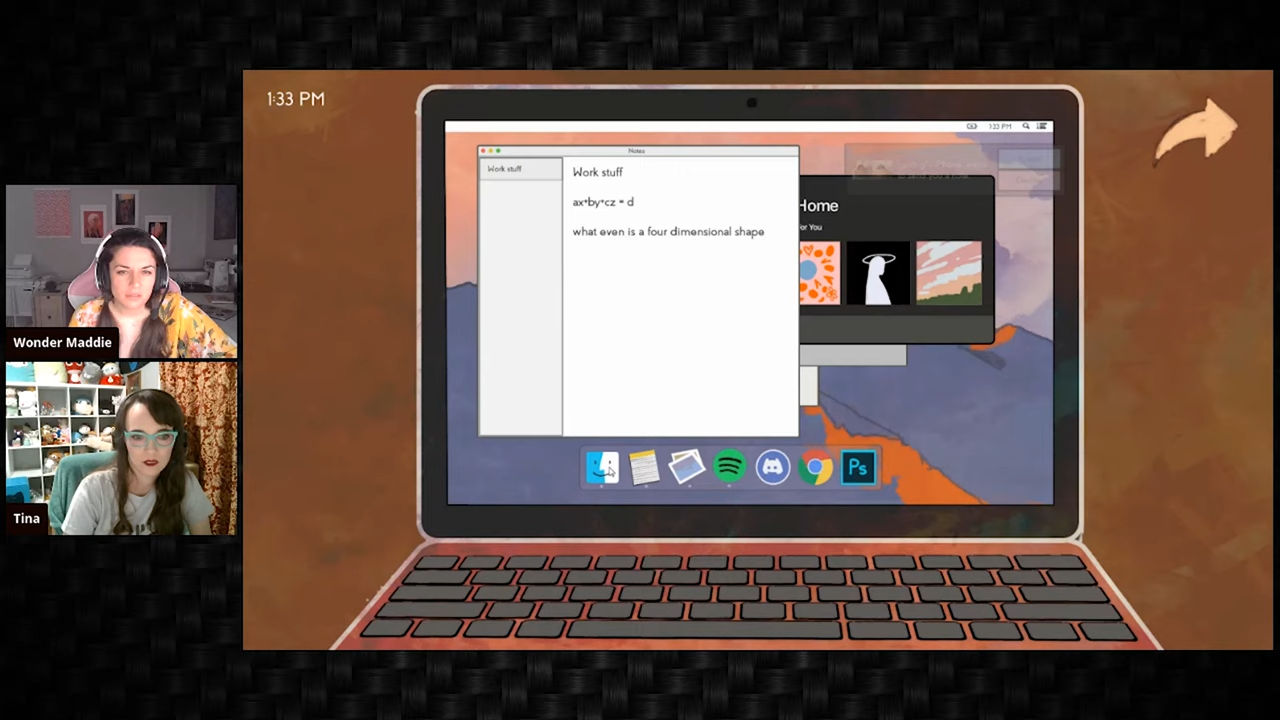 1:33 PM
1:33 PM
Notes
Work stuff
Work stuff
ax+by+cz = d
what even is a four dimensional shape
Home
For You
Ps
Wonder Maddie
Tina